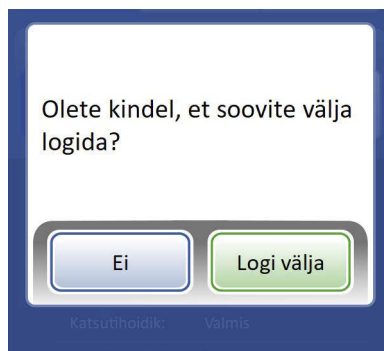 Olete kindel, et soovite välja
logida?
Ei
Logi välja
Katsutihoidik: Valmis